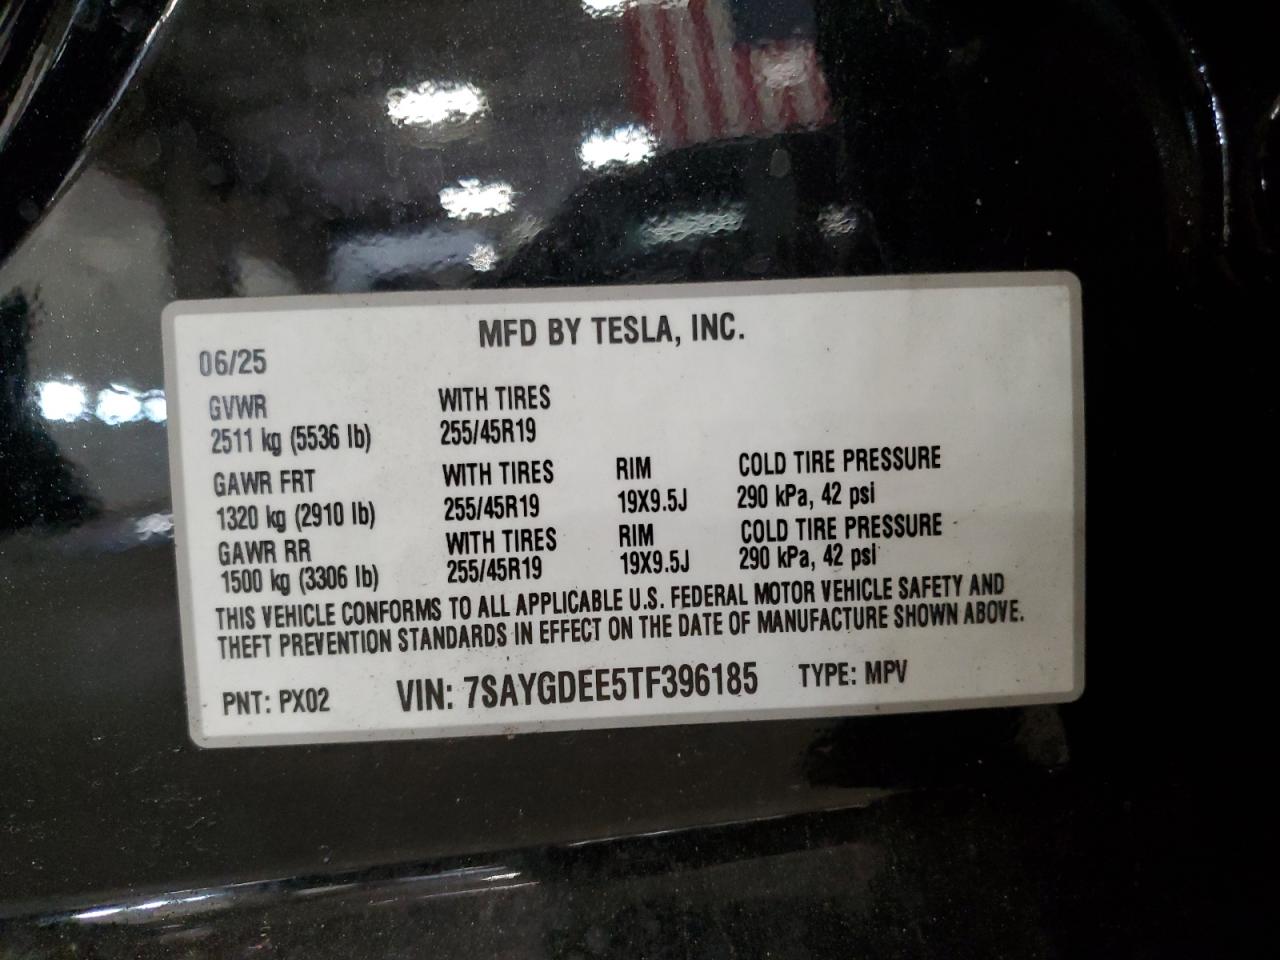 MFD BY TESLA, INC.
06/25
GVWR WITH TIRES
2511 kg (5536 lb) 255/45R19
GAWR FRT WITH TIRES RIM COLD TIRE PRESSURE
1320 kg (2910 lb) 255/45R19 19X9.5J 290 kPa, 42 psi
GAWR RR WITH TIRES RIM COLD TIRE PRESSURE
1500 kg (3306 lb) 255/45R19 19X9.5J 290 kPa, 42 psi
THIS VEHICLE CONFORMS TO ALL APPLICABLE U.S. FEDERAL MOTOR VEHICLE SAFETY AND
THEFT PREVENTION STANDARDS IN EFFECT ON THE DATE OF MANUFACTURE SHOWN ABOVE.
PNT: PX02 VIN: 7SAYGDEE5TF396185 TYPE: MPV